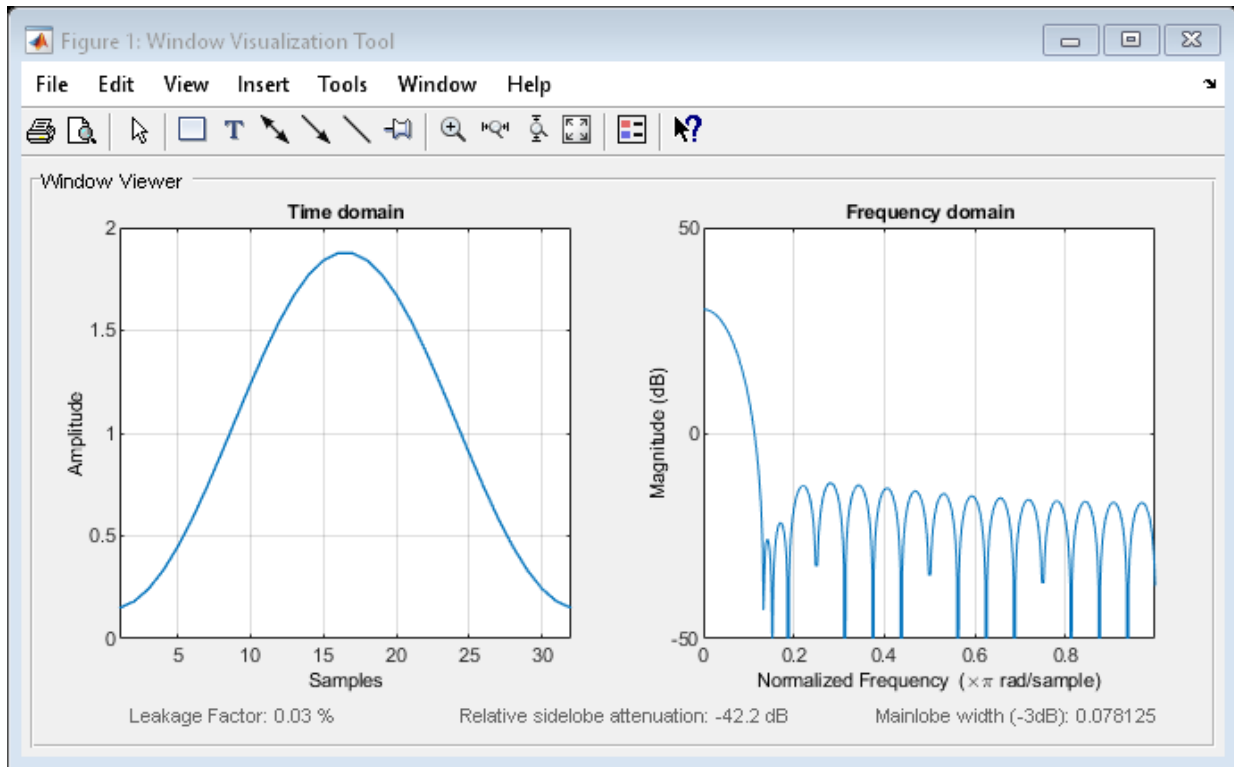 Figure 1: Window Visualization Tool
File Edit View Insert Tools Window Help
Window Viewer
Time domain
2
1.5
1
0.5
0
5 10 15 20 25 30
Amplitude
Samples
Frequency domain
50
0
-50
0 0.2 0.4 0.6 0.8
Magnitude (dB)
Normalized Frequency (×π rad/sample)
Leakage Factor: 0.03 % Relative sidelobe attenuation: -42.2 dB Mainlobe width (-3dB): 0.078125